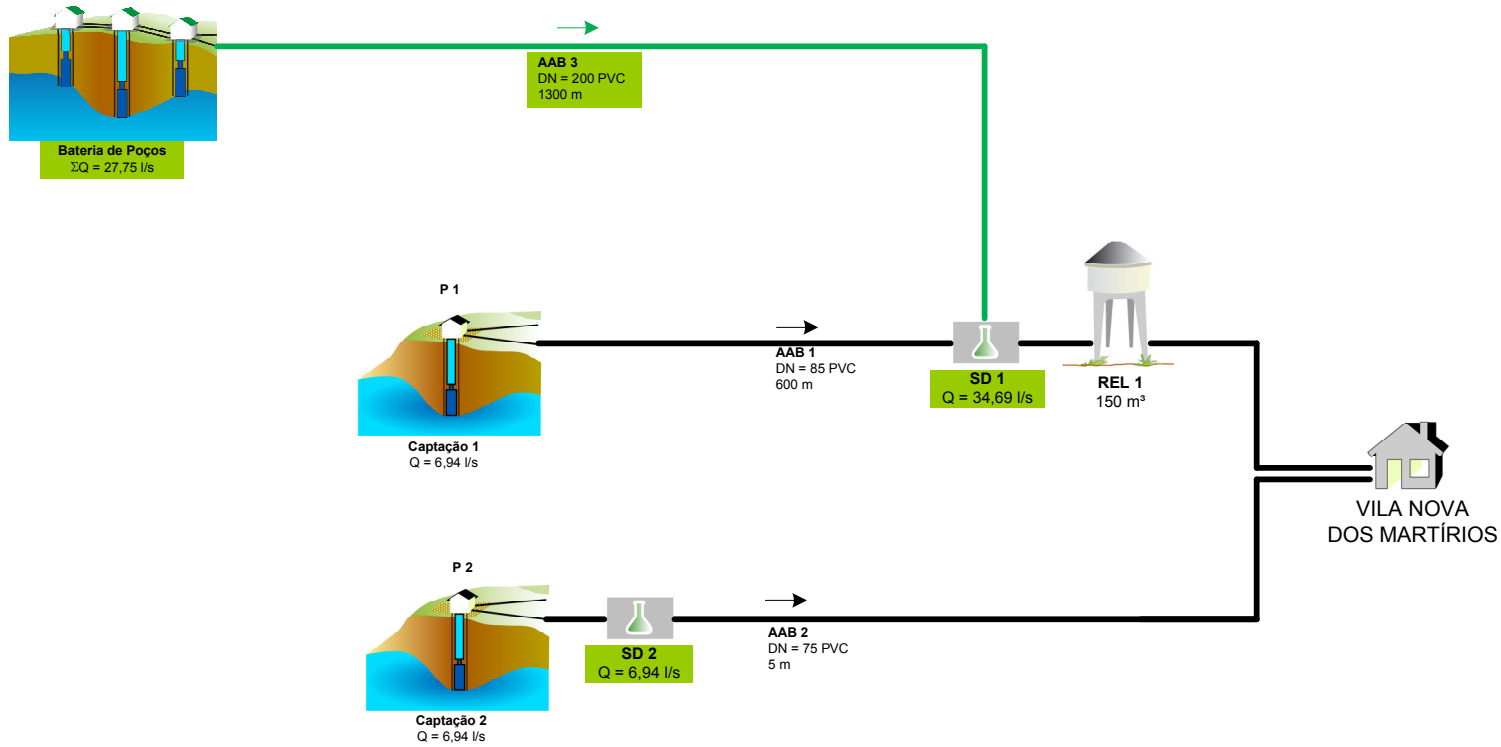 AAB 3
DN = 200 PVC
1300 m
Bateria de Poços
ΣQ = 27,75 l/s
P 1
AAB 1
DN = 85 PVC
600 m
SD 1
Q = 34,69 l/s
REL 1
150 m³
Captação 1
Q = 6,94 l/s
VILA NOVA
DOS MARTÍRIOS
P 2
SD 2
Q = 6,94 l/s
AAB 2
DN = 75 PVC
5 m
Captação 2
Q = 6,94 l/s